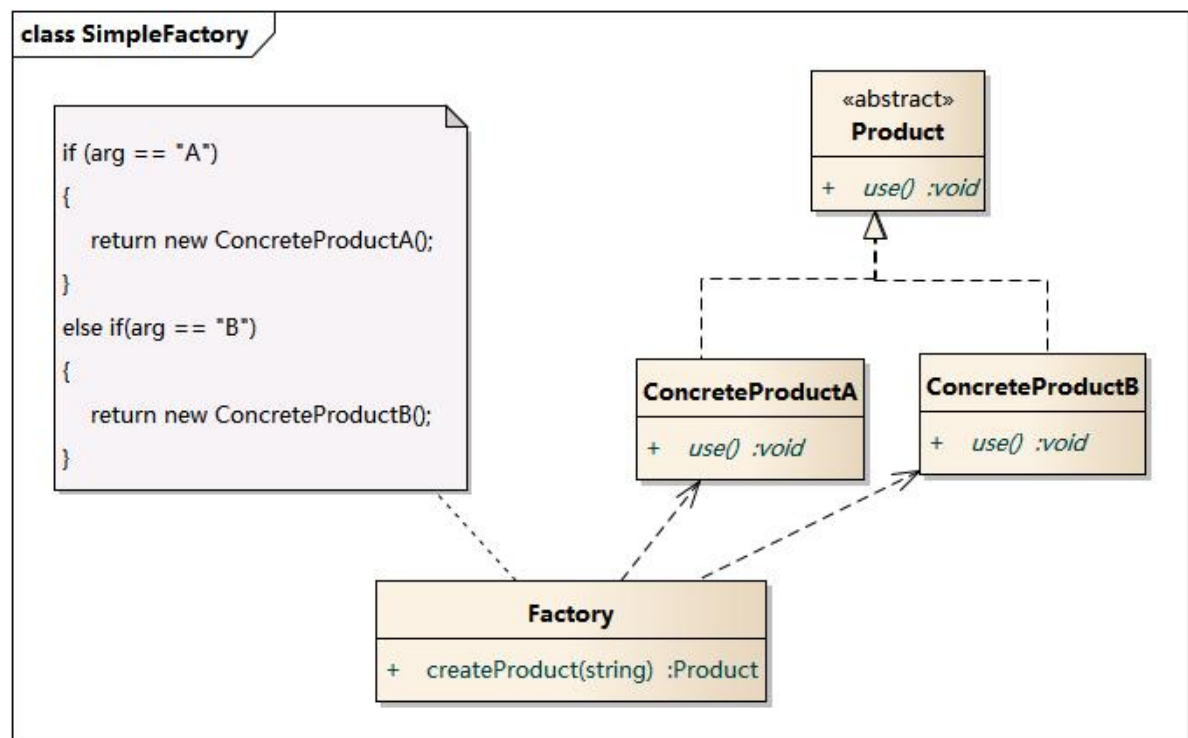 class SimpleFactory
if (arg == "A")
{
return new ConcreteProductA();
}
else if(arg == "B")
{
return new ConcreteProductB();
}
«abstract»
Product
+ use() :void
ConcreteProductA
+ use() :void
ConcreteProductB
+ use() :void
Factory
+ createProduct(string) :Product